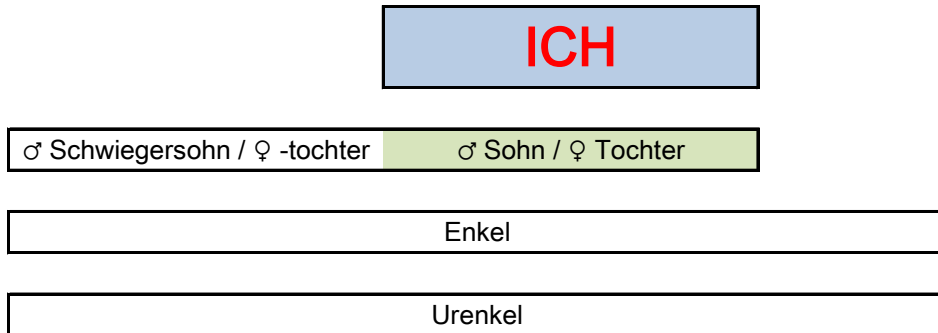 ICH
♂ Schwiegersohn / ♀ -tochter
♂ Sohn / ♀ Tochter
Enkel
Urenkel